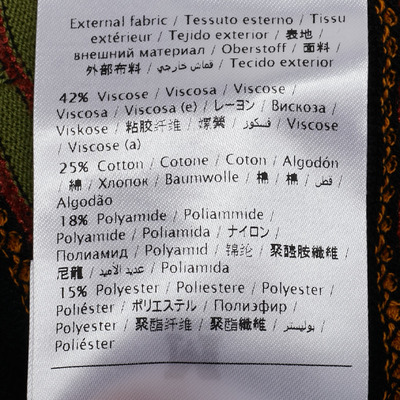 External fabric / Tessuto esterno / Tissu
extérieur / Tejido exterior / 表地 /
внешний материал / Oberstoff / 面料 /
外部布料 / قماش خارجي / Tecido exterior
42% Viscose / Viscosa / Viscose /
Viscosa / Viscosa (e) / レーヨン / Вискоза /
Viskose / 粘胶纤维 / 嫘縈 / فسكوز / Viscose
/ Viscose (a)
25% Cotton / Cotone / Coton / Algodón
/ 綿 / Хлопок / Baumwolle / 棉 / 棉 / قطن /
Algodão
18% Polyamide / Poliammide /
Polyamide / Poliamida / ナイロン /
Полиамид / Polyamid / 锦纶 / 聚醯胺纖維 /
尼龍 / عديد الأميد / Poliamida
15% Polyester / Poliestere / Polyester /
Poliéster / ポリエステル / Полиэфир /
Polyester / 聚酯纤维 / 聚酯纖維 / بوليستر /
Poliéster